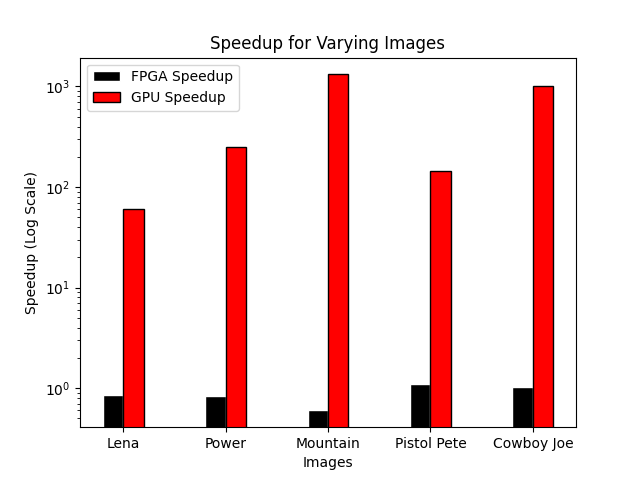 Speedup for Varying Images
FPGA Speedup
GPU Speedup
10³
10²
10¹
10⁰
Speedup (Log Scale)
Lena Power Mountain Pistol Pete Cowboy Joe
Images